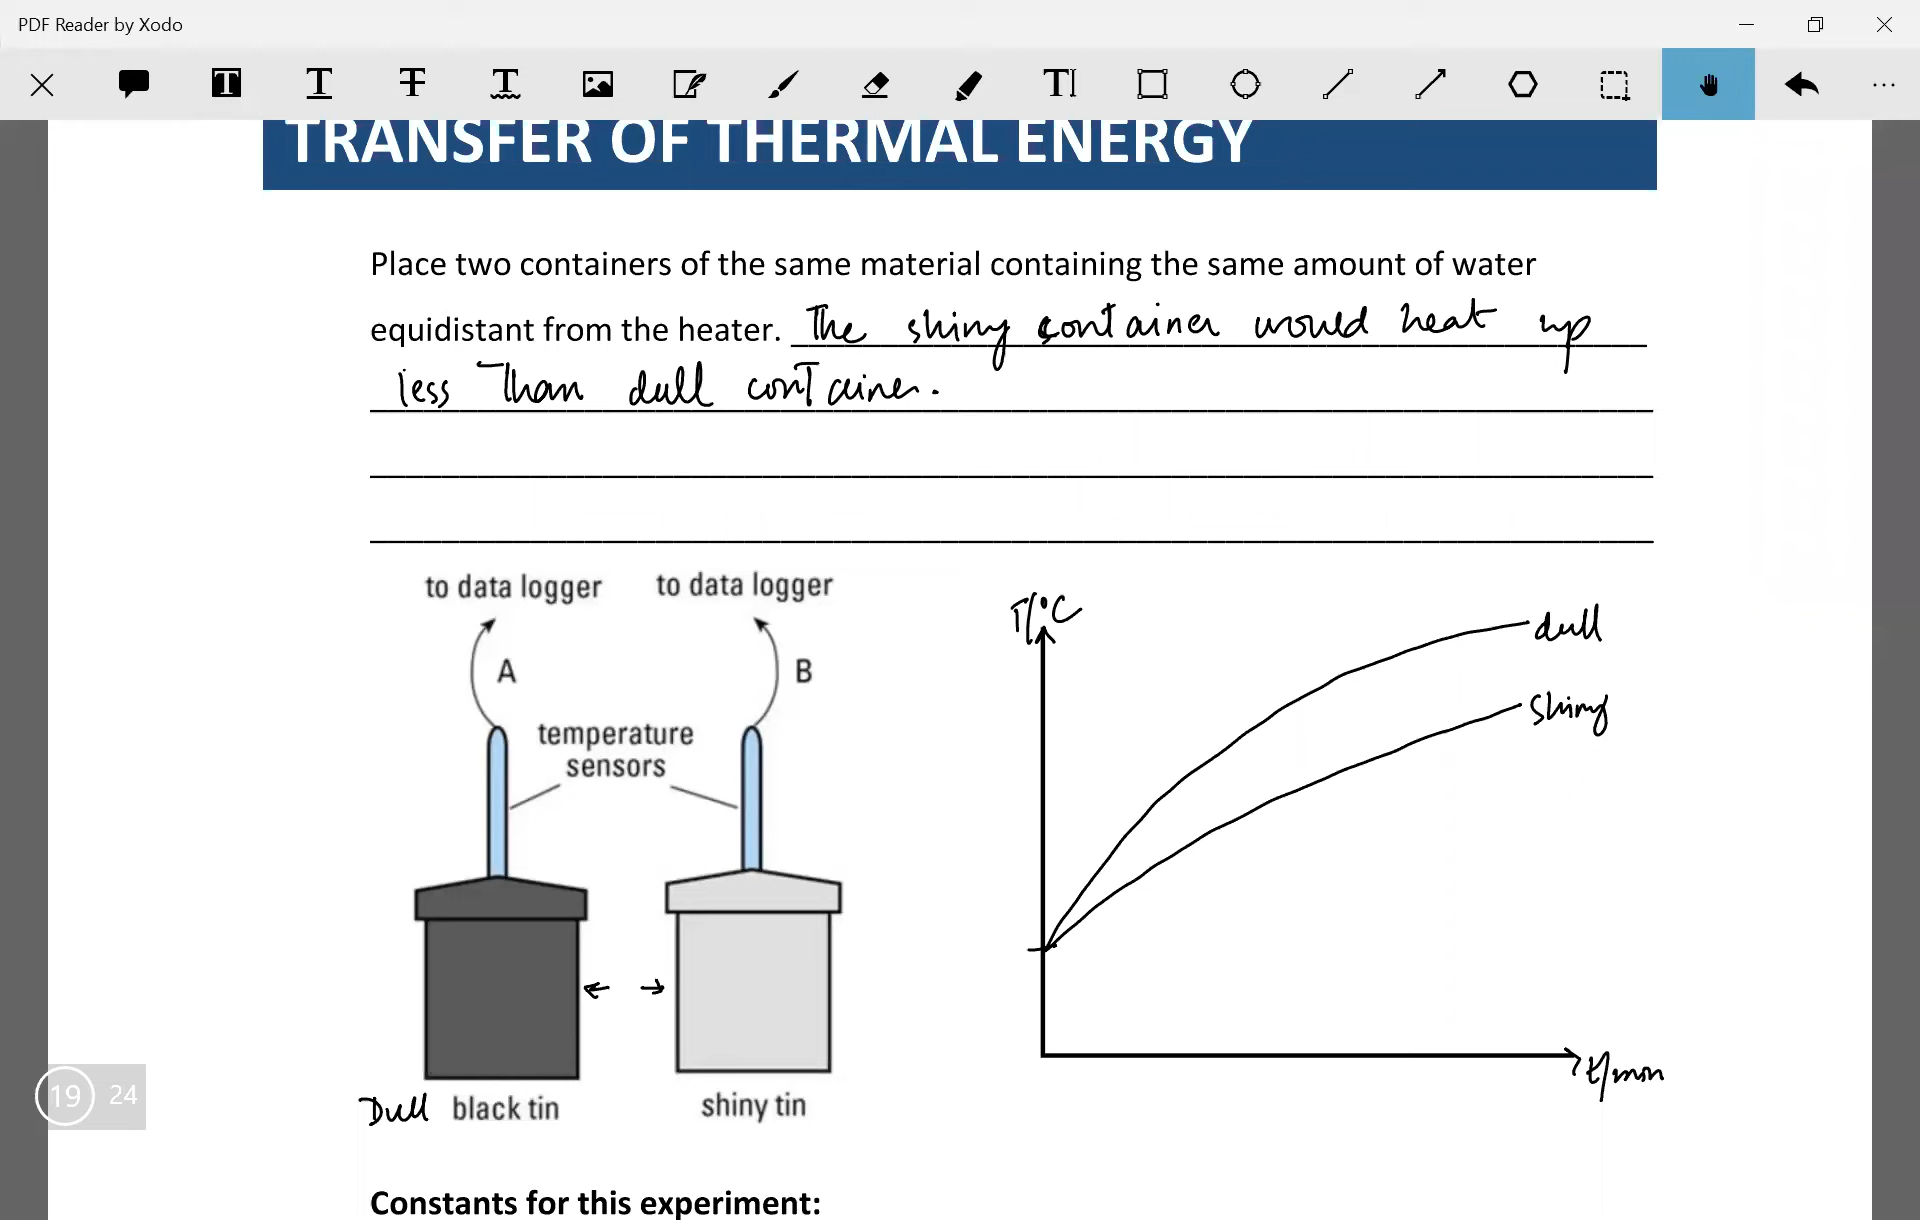 PDF Reader by Xodo
TRANSFER OF THERMAL ENERGY
Place two containers of the same material containing the same amount of water
equidistant from the heater. The shiny container would heat up
less than dull container.
to data logger to data logger
A B
temperature
sensors
Dull black tin shiny tin
T/°C
dull
shiny
t/min
19 24
Constants for this experiment: